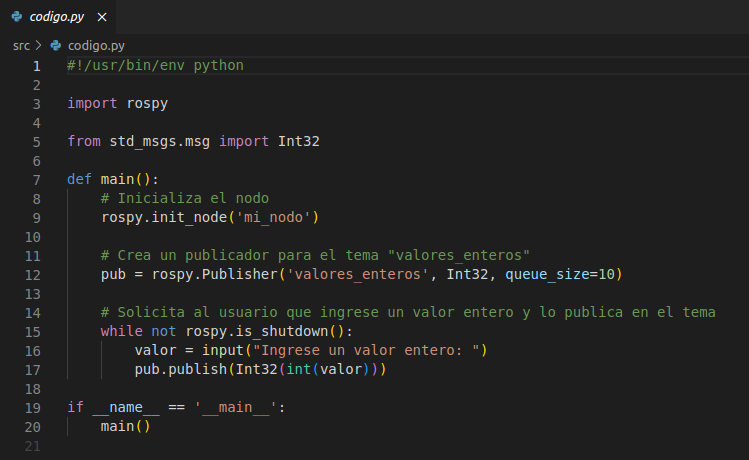 codigo.py ×
src > codigo.py
1 #!/usr/bin/env python
2
3 import rospy
4
5 from std_msgs.msg import Int32
6
7 def main():
8     # Inicializa el nodo
9     rospy.init_node('mi_nodo')
10
11     # Crea un publicador para el tema "valores_enteros"
12     pub = rospy.Publisher('valores_enteros', Int32, queue_size=10)
13
14     # Solicita al usuario que ingrese un valor entero y lo publica en el tema
15     while not rospy.is_shutdown():
16         valor = input("Ingrese un valor entero: ")
17         pub.publish(Int32(int(valor)))
18
19 if __name__ == '__main__':
20     main()
21